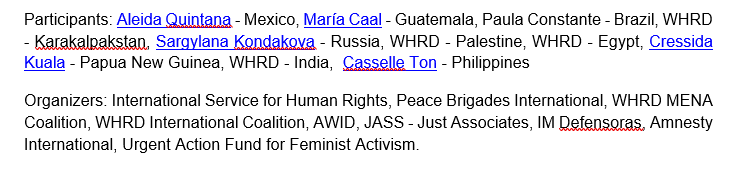 Participants: Aleida Quintana - Mexico, María Caal - Guatemala, Paula Constante - Brazil, WHRD
- Karakalpakstan, Sargylana Kondakova - Russia, WHRD - Palestine, WHRD - Egypt, Cressida
Kuala - Papua New Guinea, WHRD - India, Casselle Ton - Philippines
Organizers: International Service for Human Rights, Peace Brigades International, WHRD MENA
Coalition, WHRD International Coalition, AWID, JASS - Just Associates, IM Defensoras, Amnesty
International, Urgent Action Fund for Feminist Activism.